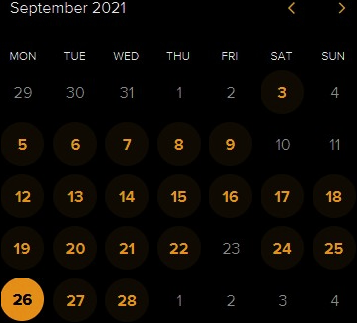 September 2021
MON TUE WED THU FRI SAT SUN
29 30 31 1 2 3 4
5 6 7 8 9 10 11
12 13 14 15 16 17 18
19 20 21 22 23 24 25
26 27 28 1 2 3 4